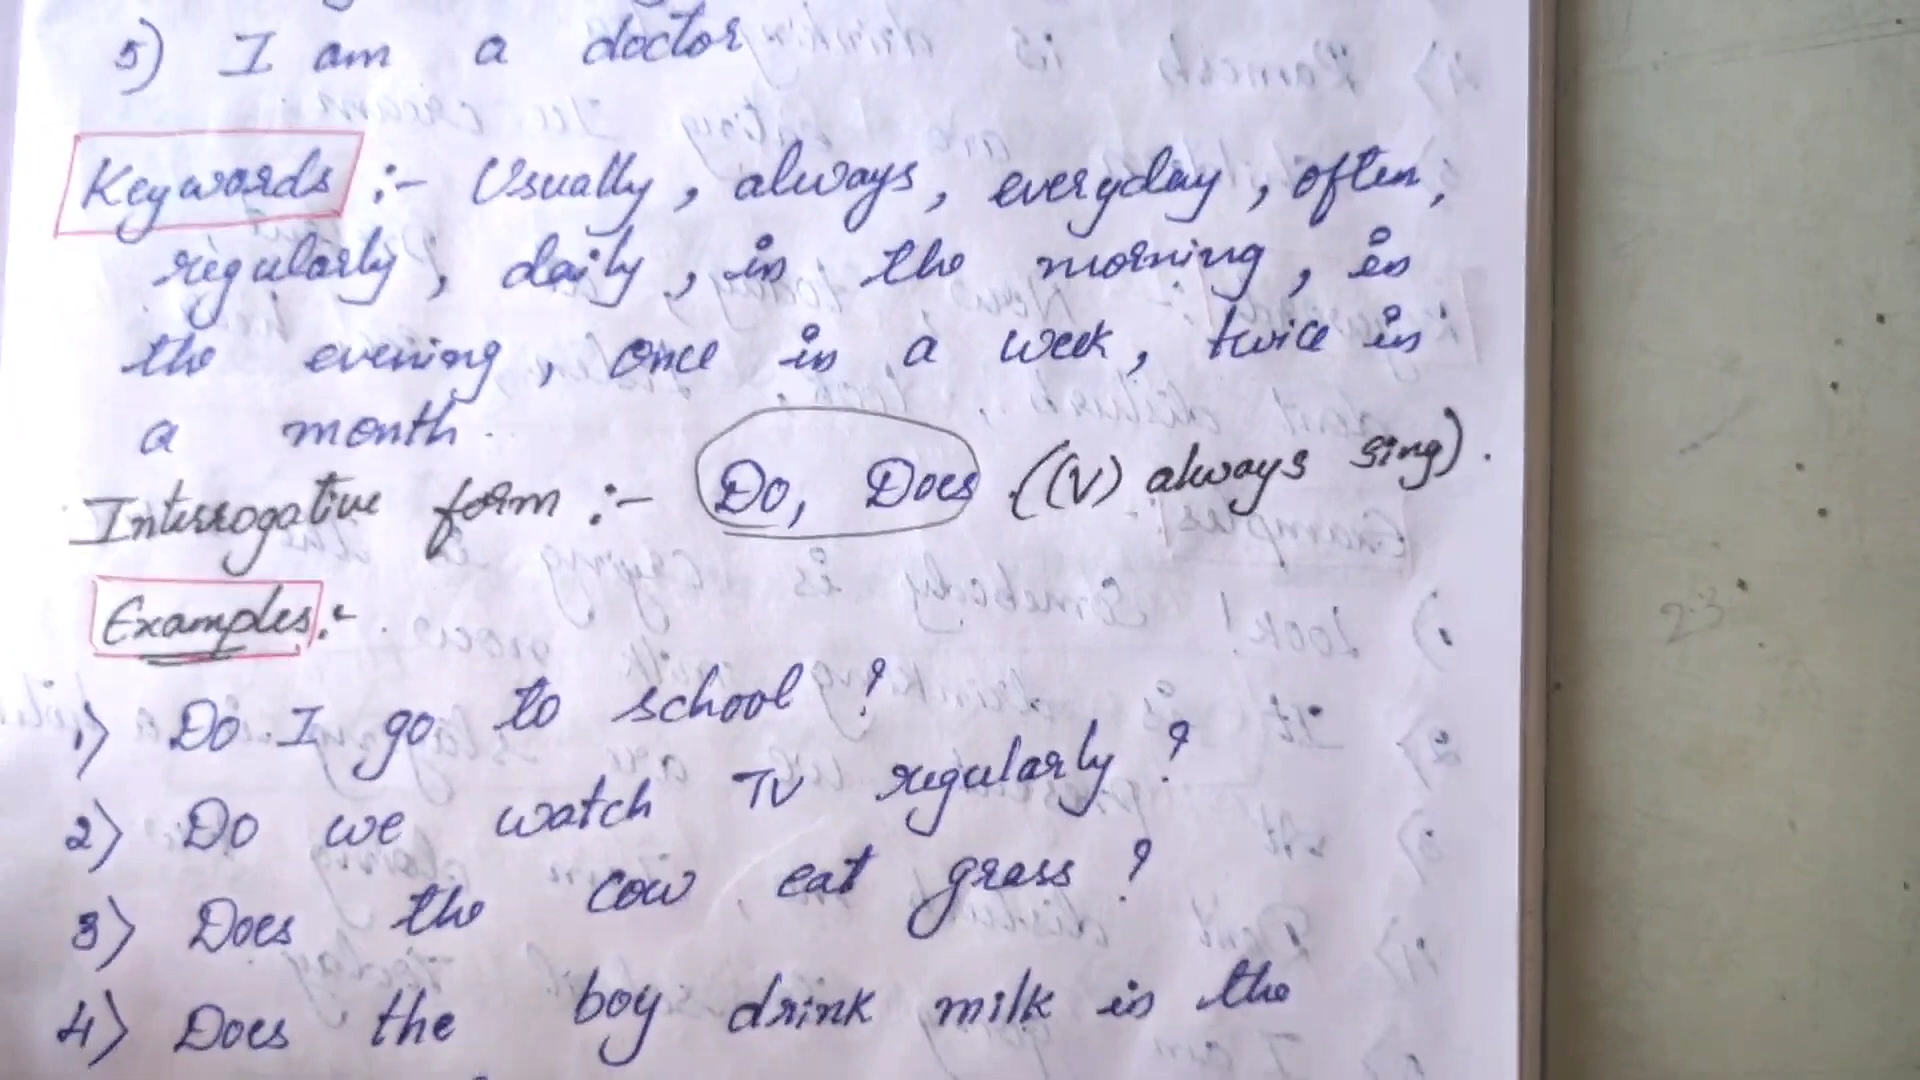 5) I am a doctor
Keywords :- Usually, always, everyday, often,
regularly, daily, in the morning, in
the evening, once in a week, twice in
a month.
Interrogative form :- Do, Does ((V) always sing).
Examples:-
1) Do I go to school ?
2) Do we watch TV regularly ?
3) Does the cow eat grass ?
4) Does the boy drink milk in the